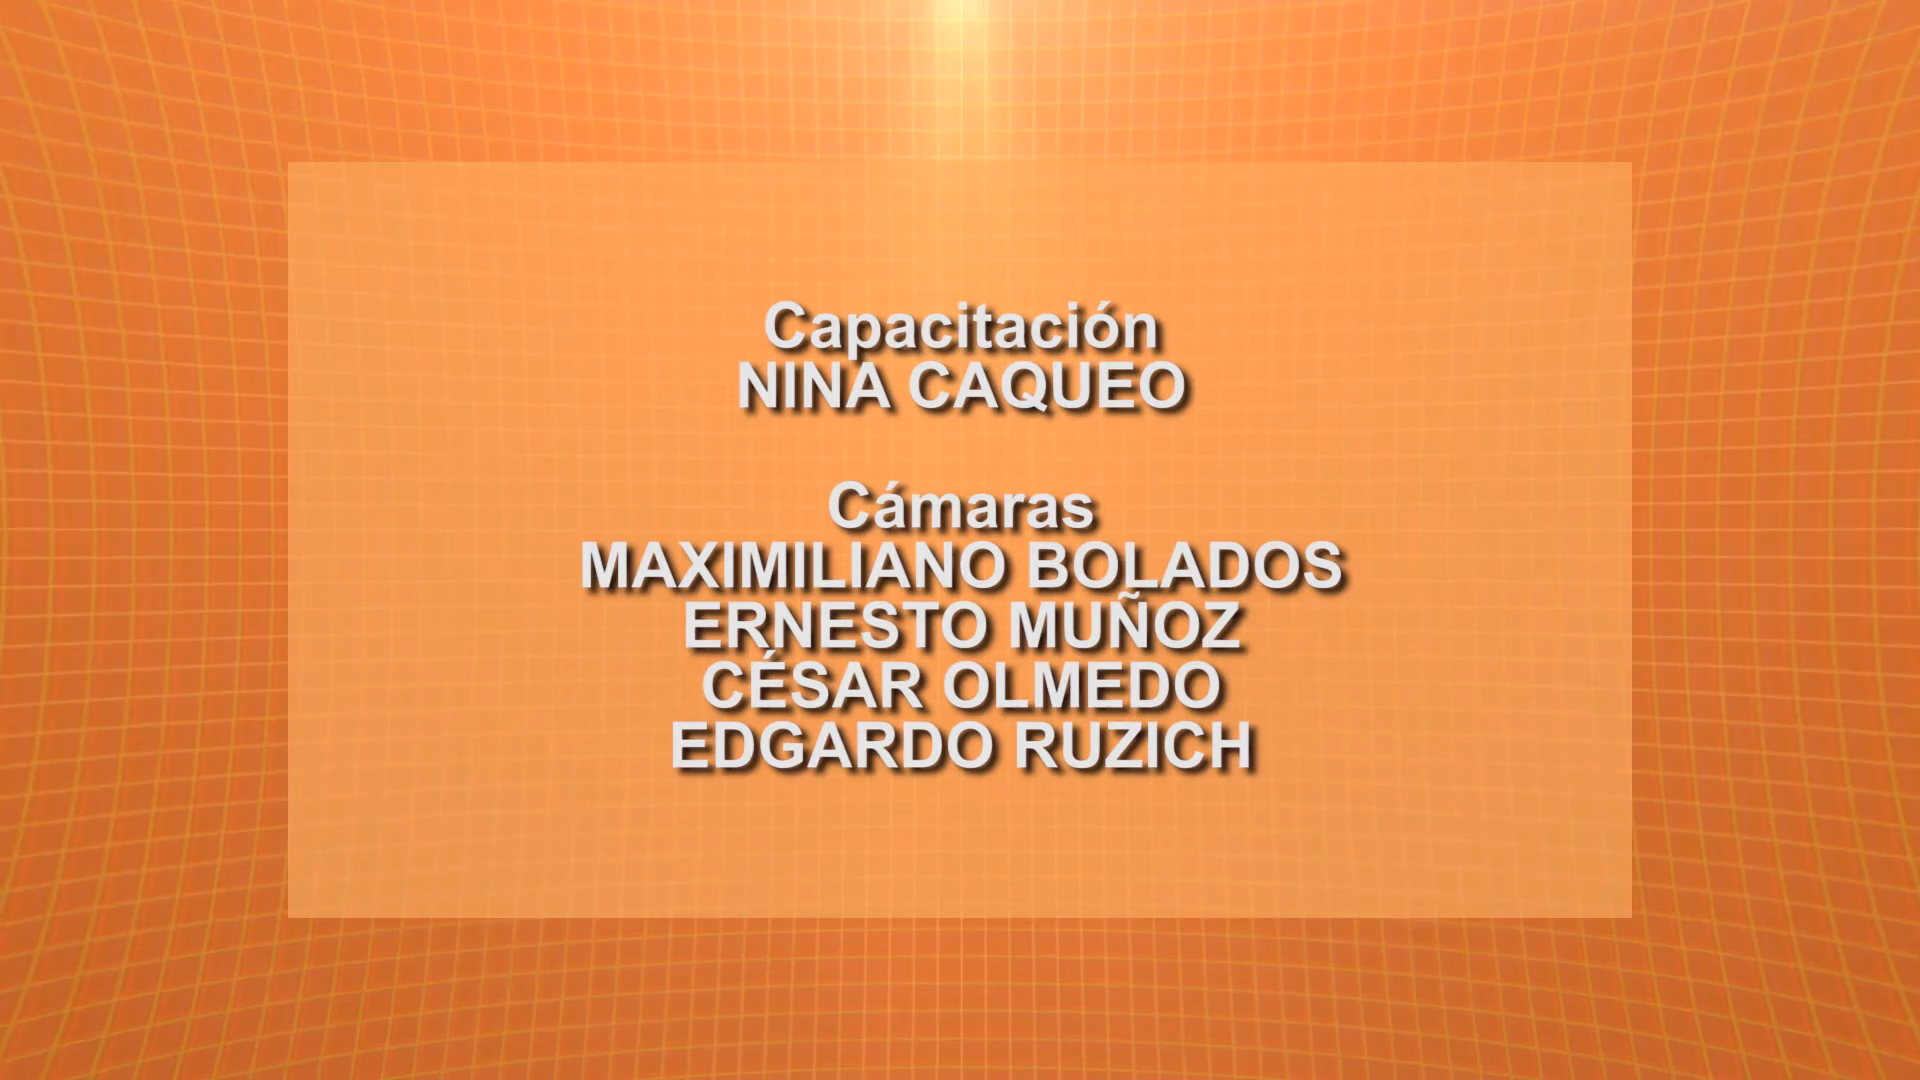 Capacitación
NINA CAQUEO
Cámaras
MAXIMILIANO BOLADOS
ERNESTO MUÑOZ
CÉSAR OLMEDO
EDGARDO RUZICH